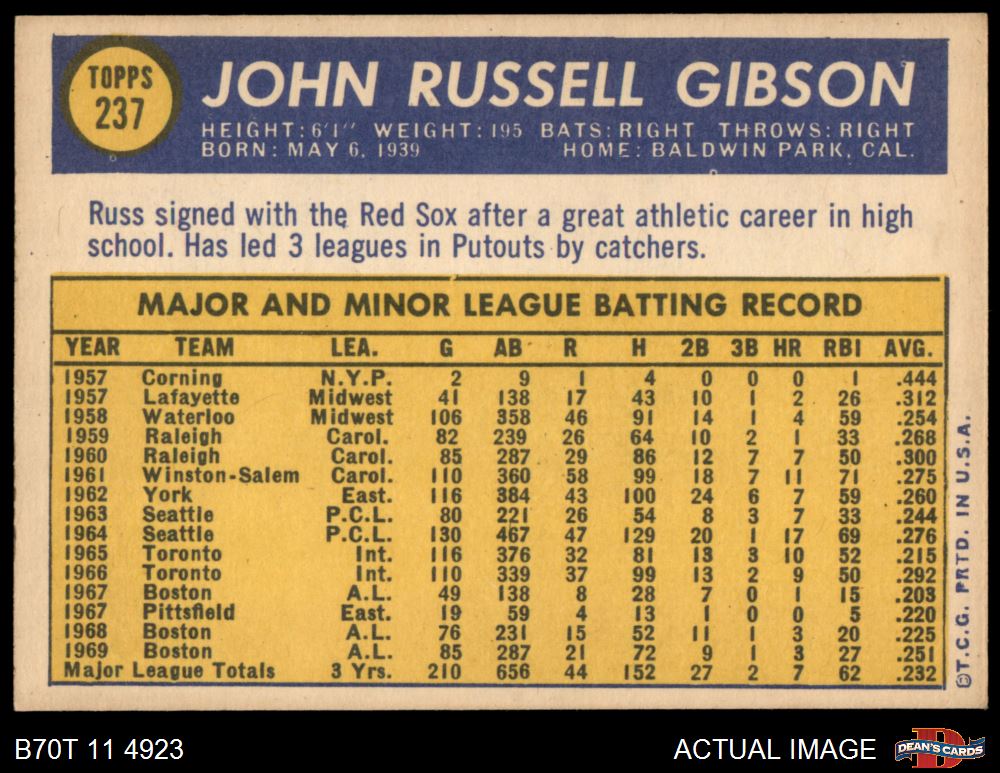 TOPPS
237
JOHN RUSSELL GIBSON
HEIGHT: 6'1" WEIGHT: 195 BATS: RIGHT THROWS: RIGHT
BORN: MAY 6, 1939 HOME: BALDWIN PARK, CAL.
Russ signed with the Red Sox after a great athletic career in high
school. Has led 3 leagues in Putouts by catchers.
MAJOR AND MINOR LEAGUE BATTING RECORD
YEAR TEAM LEA. G AB R H 2B 3B HR RBI AVG.
1957 Corning N.Y.P. 2 9 1 4 0 0 0 1 .444
1957 Lafayette Midwest 41 138 17 43 10 1 2 26 .312
1958 Waterloo Midwest 106 358 46 91 14 1 4 59 .254
1959 Raleigh Carol. 82 239 26 64 10 2 1 33 .268
1960 Raleigh Carol. 85 287 29 86 12 7 7 50 .300
1961 Winston-Salem Carol. 110 360 58 99 18 7 11 71 .275
1962 York East. 116 384 43 100 24 6 7 59 .260
1963 Seattle P.C.L. 80 221 26 54 8 3 7 33 .244
1964 Seattle P.C.L. 130 467 47 129 20 1 17 69 .276
1965 Toronto Int. 116 376 32 81 13 3 10 52 .215
1966 Toronto Int. 110 339 37 99 13 2 9 50 .292
1967 Boston A.L. 49 138 8 28 7 0 1 15 .203
1967 Pittsfield East. 19 59 4 13 1 0 0 5 .220
1968 Boston A.L. 76 231 15 52 11 1 3 20 .225
1969 Boston A.L. 85 287 21 72 9 1 3 27 .251
Major League Totals 3 Yrs. 210 656 44 152 27 2 7 62 .232
©T.C.G. PRTD. IN U.S.A.
B70T 11 4923
ACTUAL IMAGE
D
DEAN'S CARDS